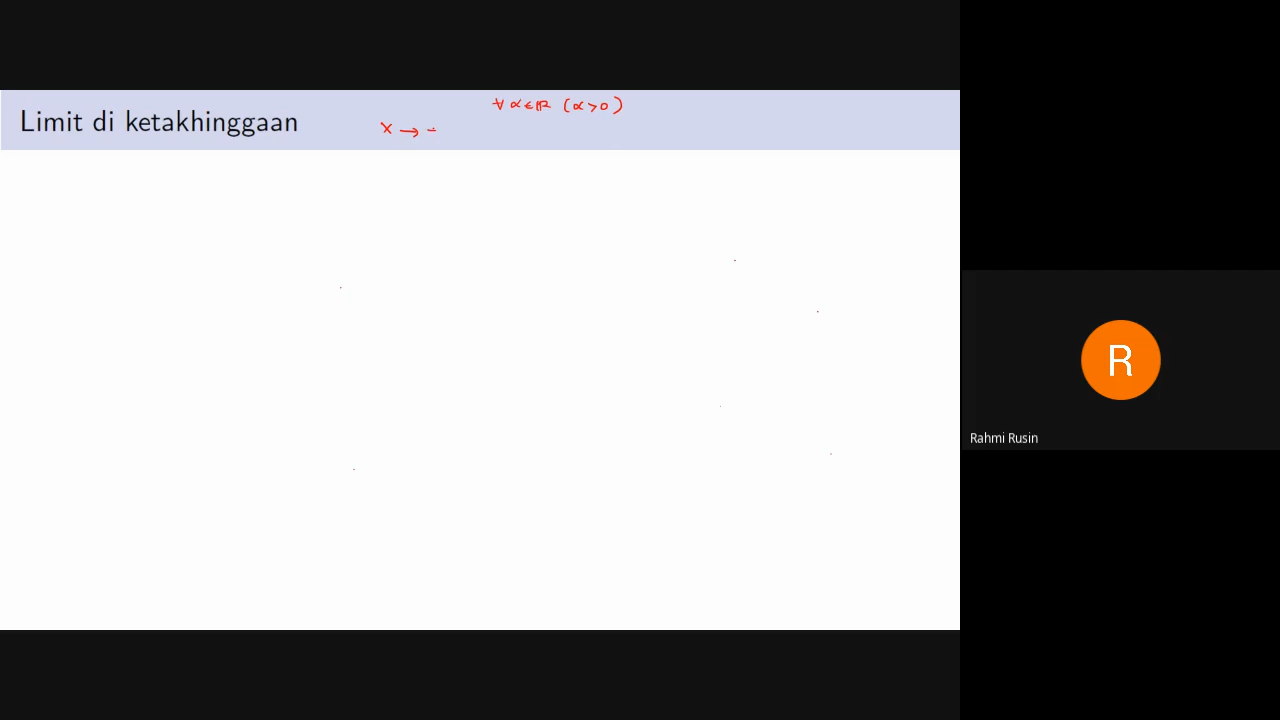 ∀ α ∈ ℝ (α > 0)
Limit di ketakhinggaan x → -
R
Rahmi Rusin